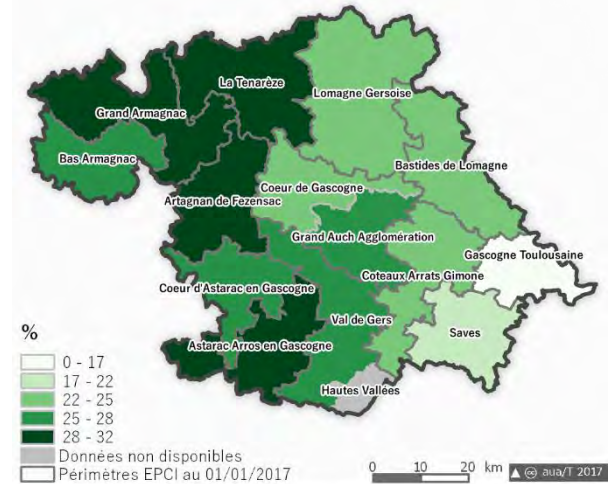 La Tenarèze
Lomagne Gersoise
Grand Armagnac
Bas Armagnac
Bastides de Lomagne
Coeur de Gascogne
Artagnan de Fezensac
Grand Auch Agglomération
Gascogne Toulousaine
Coteaux Arrats Gimone
Coeur d'Astarac en Gascogne
Val de Gers
Saves
Astarac Arros en Gascogne
Hautes Vallées
%
0 - 17
17 - 22
22 - 25
25 - 28
28 - 32
Données non disponibles
Périmètres EPCI au 01/01/2017
0 10 20 km
aua/T 2017